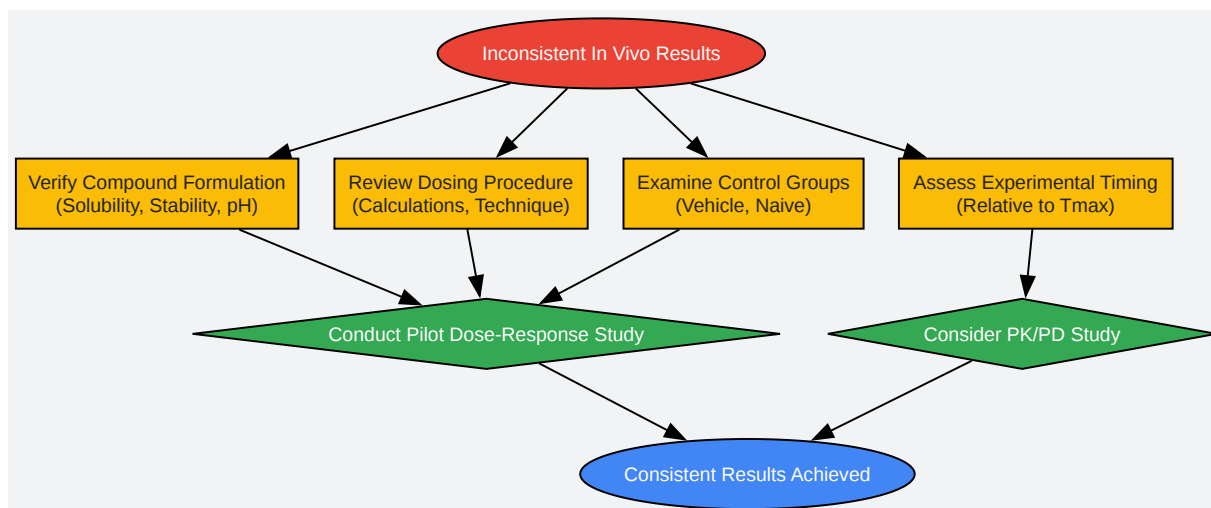 Inconsistent In Vivo Results
Verify Compound Formulation
(Solubility, Stability, pH)
Review Dosing Procedure
(Calculations, Technique)
Examine Control Groups
(Vehicle, Naive)
Assess Experimental Timing
(Relative to Tmax)
Conduct Pilot Dose-Response Study
Consider PK/PD Study
Consistent Results Achieved